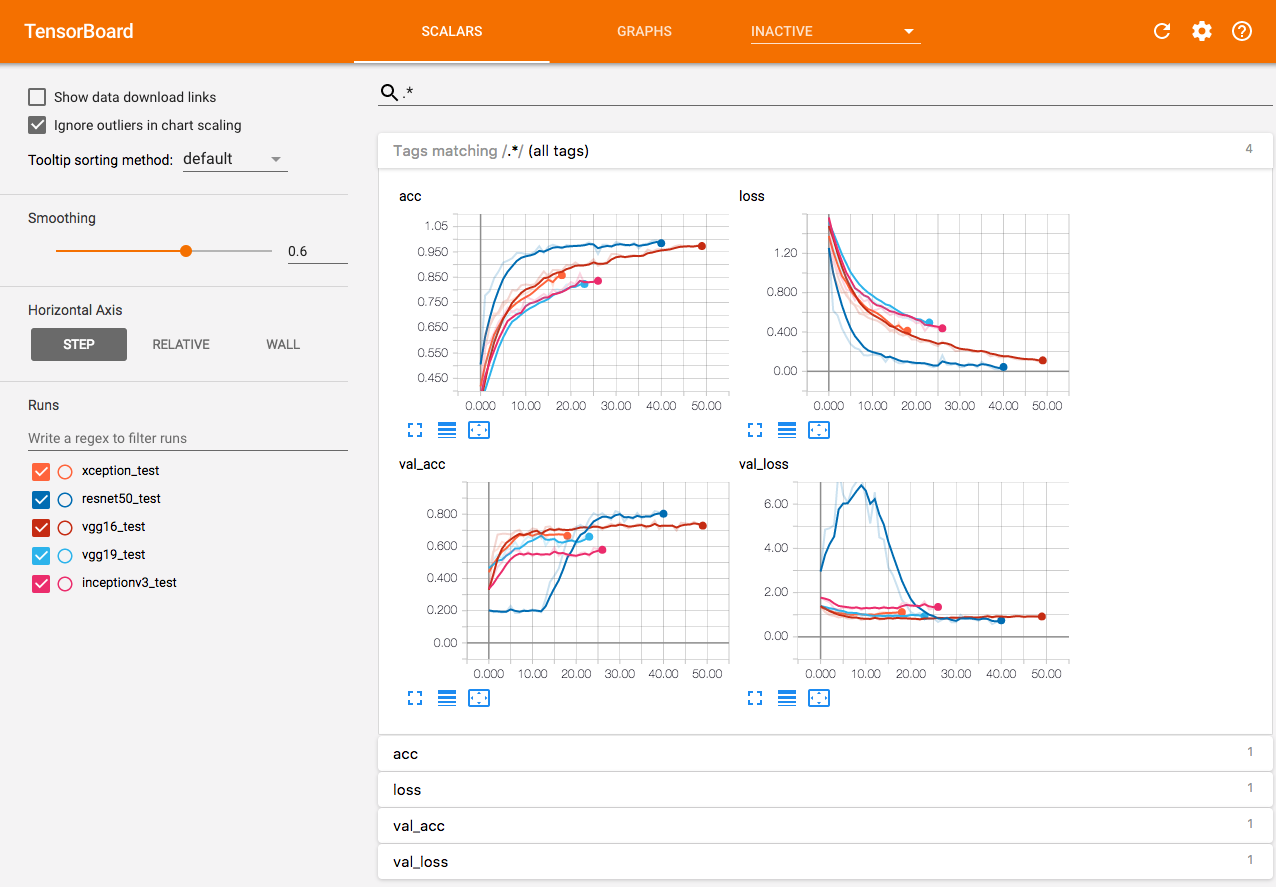 TensorBoard
SCALARS
GRAPHS
INACTIVE
Show data download links
Ignore outliers in chart scaling
Tooltip sorting method: default
Smoothing
0.6
Horizontal Axis
STEP RELATIVE WALL
Runs
Write a regex to filter runs
xception_test
resnet50_test
vgg16_test
vgg19_test
inceptionv3_test
.*
Tags matching /.*/ (all tags) 4
acc
1.05
0.950
0.850
0.750
0.650
0.550
0.450
0.000 10.00 20.00 30.00 40.00 50.00
loss
1.20
0.800
0.400
0.00
0.000 10.00 20.00 30.00 40.00 50.00
val_acc
0.800
0.600
0.400
0.200
0.00
0.000 10.00 20.00 30.00 40.00 50.00
val_loss
6.00
4.00
2.00
0.00
0.000 10.00 20.00 30.00 40.00 50.00
acc 1
loss 1
val_acc 1
val_loss 1